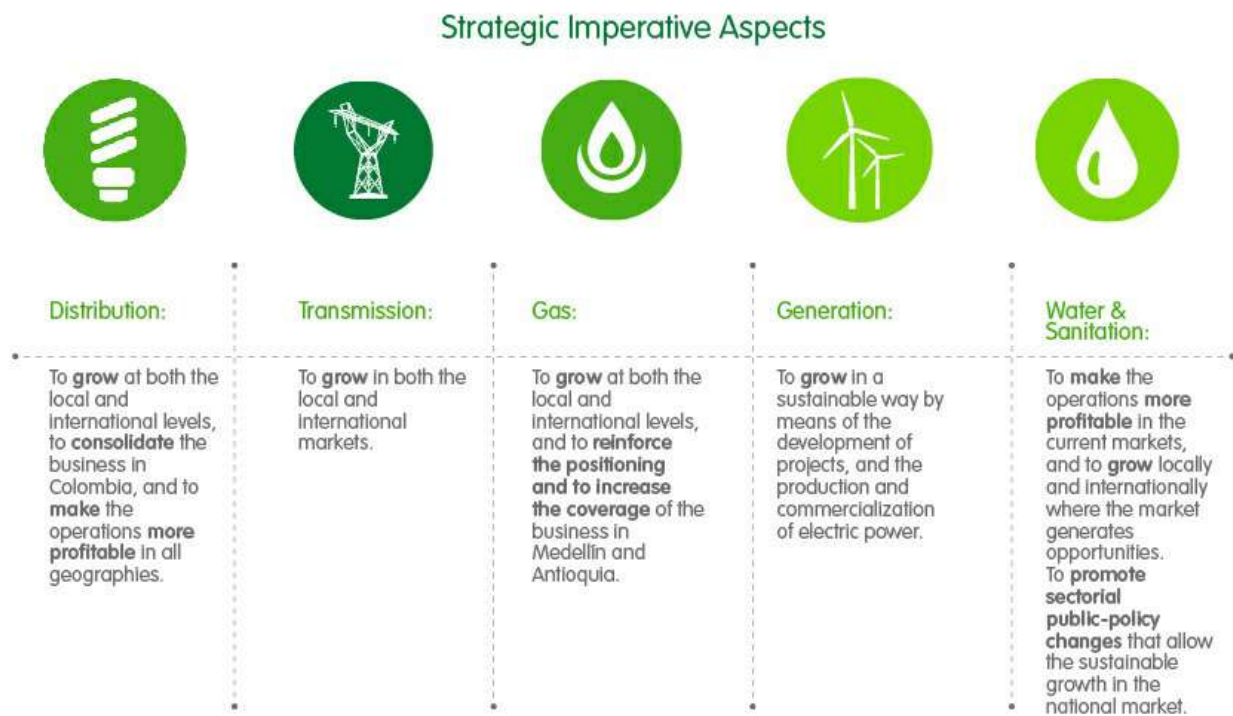 Strategic Imperative Aspects
Distribution:
To grow at both the
local and
international levels,
to consolidate the
business in
Colombia, and to
make the
operations more
profitable in all
geographies.
Transmission:
To grow in both the
local and
international
markets.
Gas:
To grow at both the
local and
international levels,
and to reinforce
the positioning
and to increase
the coverage of the
business in
Medellín and
Antioquia.
Generation:
To grow in a
sustainable way by
means of the
development of
projects, and the
production and
commercialization
of electric power.
Water &
Sanitation:
To make the
operations more
profitable in the
current markets,
and to grow locally
and internationally
where the market
generates
opportunities.
To promote
sectorial
public-policy
changes that allow
the sustainable
growth in the
national market.